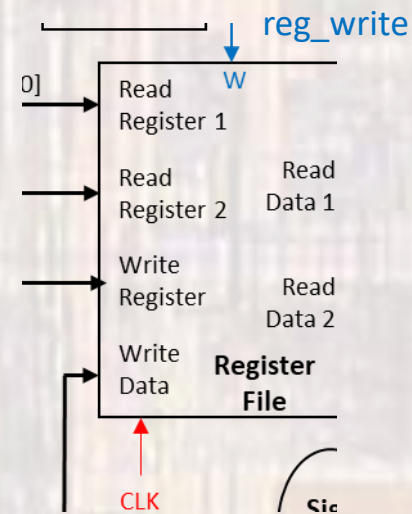 reg_write
W
0]
Read
Register 1
Read
Register 2
Read
Data 1
Write
Register
Read
Data 2
Write
Data
Register
File
CLK